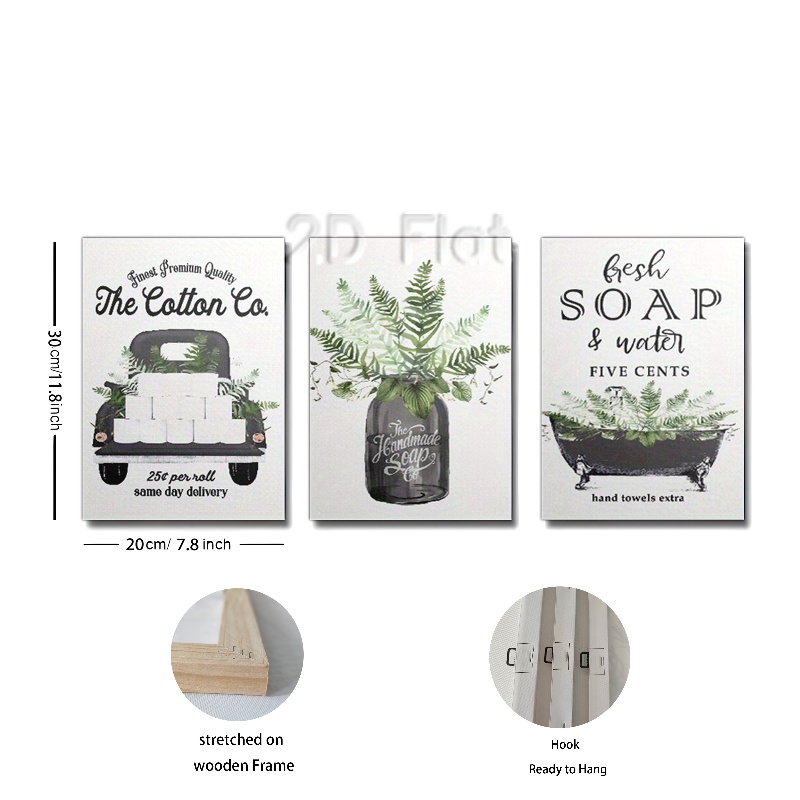 2D Flat
Finest Premium Quality
The Cotton Co.
25¢ per roll
same day delivery
The
Handmade
Soap
Co
fresh
SOAP
& water
FIVE CENTS
hand towels extra
30cm/11.8inch
20cm/ 7.8 inch
stretched on
wooden Frame
Hook
Ready to Hang